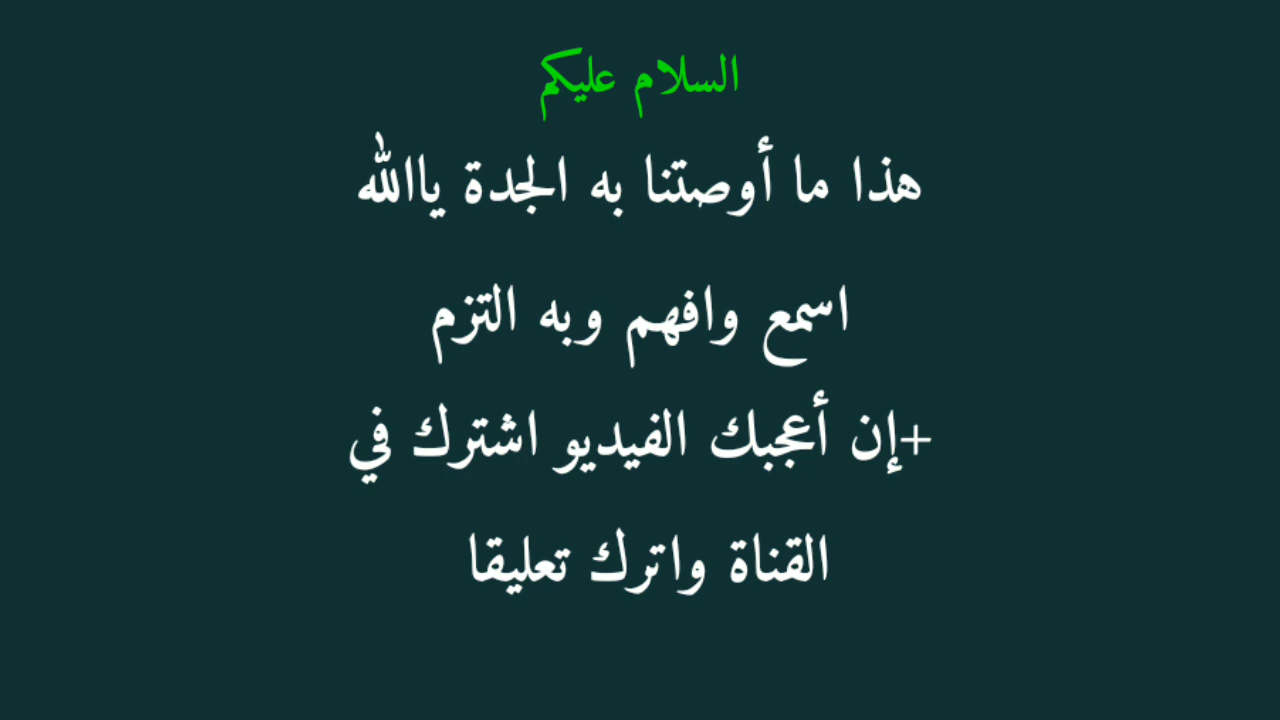 السلام عليكم
هذا ما أوصتنا به الجدة ياالله
اسمع وافهم وبه التزم
+إن أعجبك الفيديو اشترك في
القناة واترك تعليقا